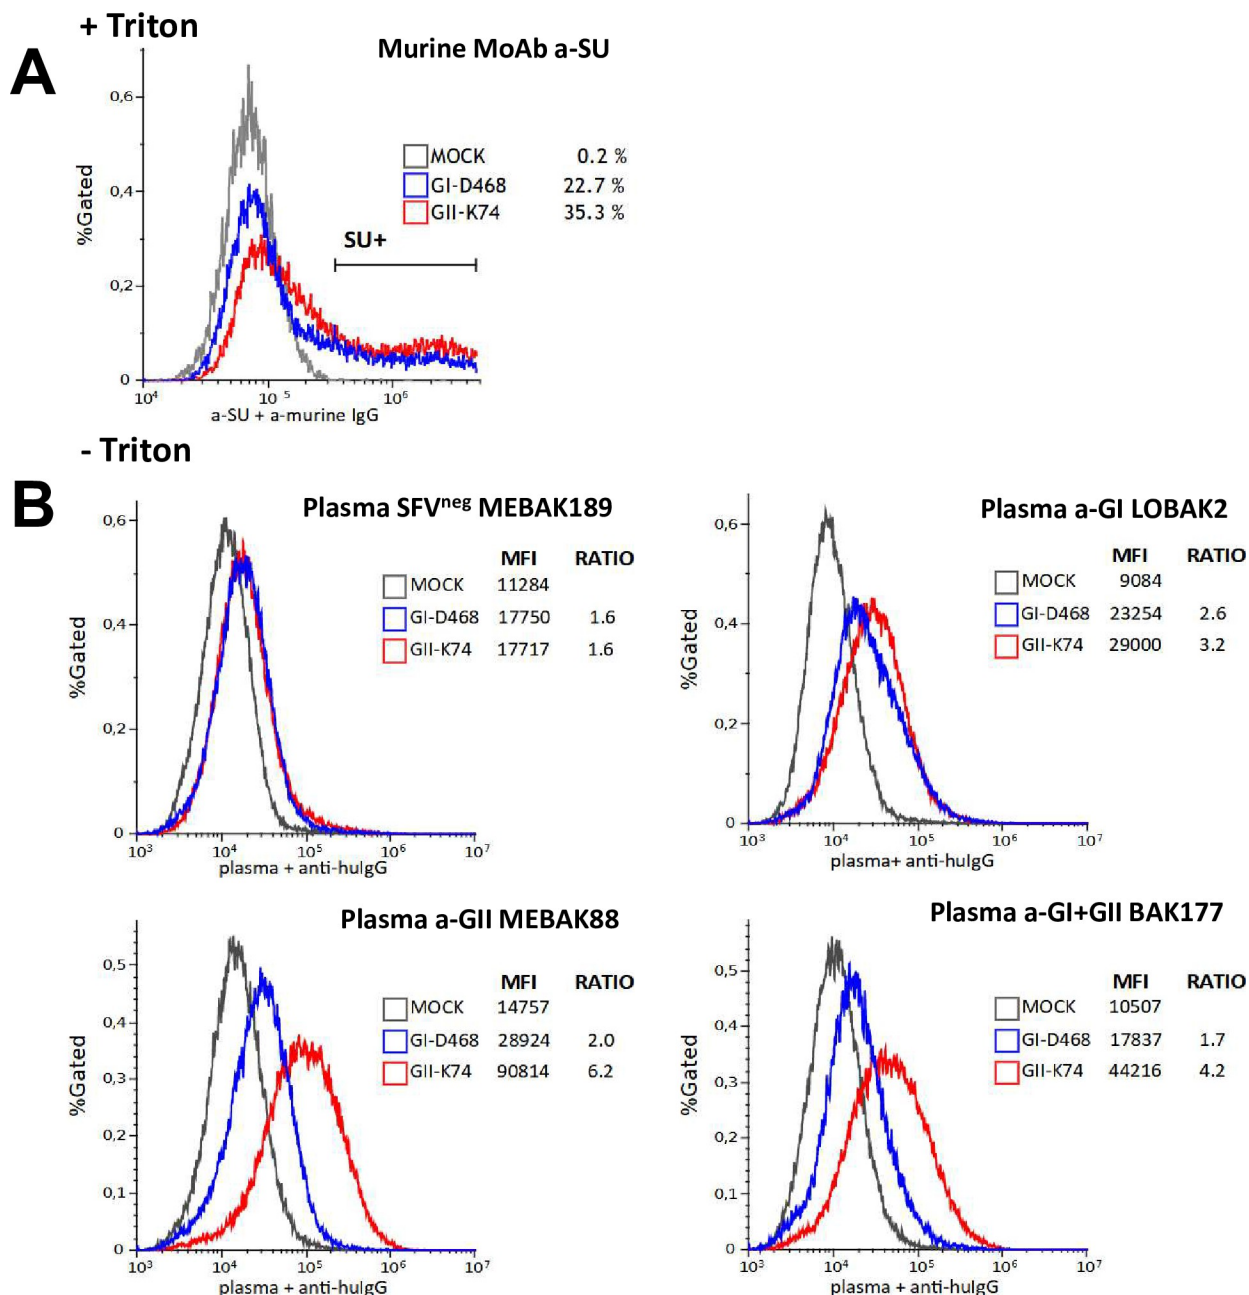 + Triton
A
Murine MoAb a-SU
0,6
0,4
0,2
0
%Gated
MOCK 0.2 %
GI-D468 22.7 %
GII-K74 35.3 %
SU+
10⁴ 10⁵ 10⁶
a-SU + a-murine IgG
- Triton
B
Plasma SFVⁿᵉᵍ MEBAK189
MFI RATIO
MOCK 11284
GI-D468 17750 1.6
GII-K74 17717 1.6
0,6
0,4
0,2
0
%Gated
10³ 10⁴ 10⁵ 10⁶ 10⁷
plasma + anti-huIgG
Plasma a-GI LOBAK2
MFI RATIO
MOCK 9084
GI-D468 23254 2.6
GII-K74 29000 3.2
0,6
0,4
0,2
0
%Gated
10³ 10⁴ 10⁵ 10⁶ 10⁷
plasma+ anti-huIgG
Plasma a-GII MEBAK88
MFI RATIO
MOCK 14757
GI-D468 28924 2.0
GII-K74 90814 6.2
0,5
0,4
0,3
0,2
0,1
0
%Gated
10³ 10⁴ 10⁵ 10⁶ 10⁷
plasma + anti-huIgG
Plasma a-GI+GII BAK177
MFI RATIO
MOCK 10507
GI-D468 17837 1.7
GII-K74 44216 4.2
0,5
0,4
0,3
0,2
0,1
0
%Gated
10³ 10⁴ 10⁵ 10⁶ 10⁷
plasma + anti-huIgG